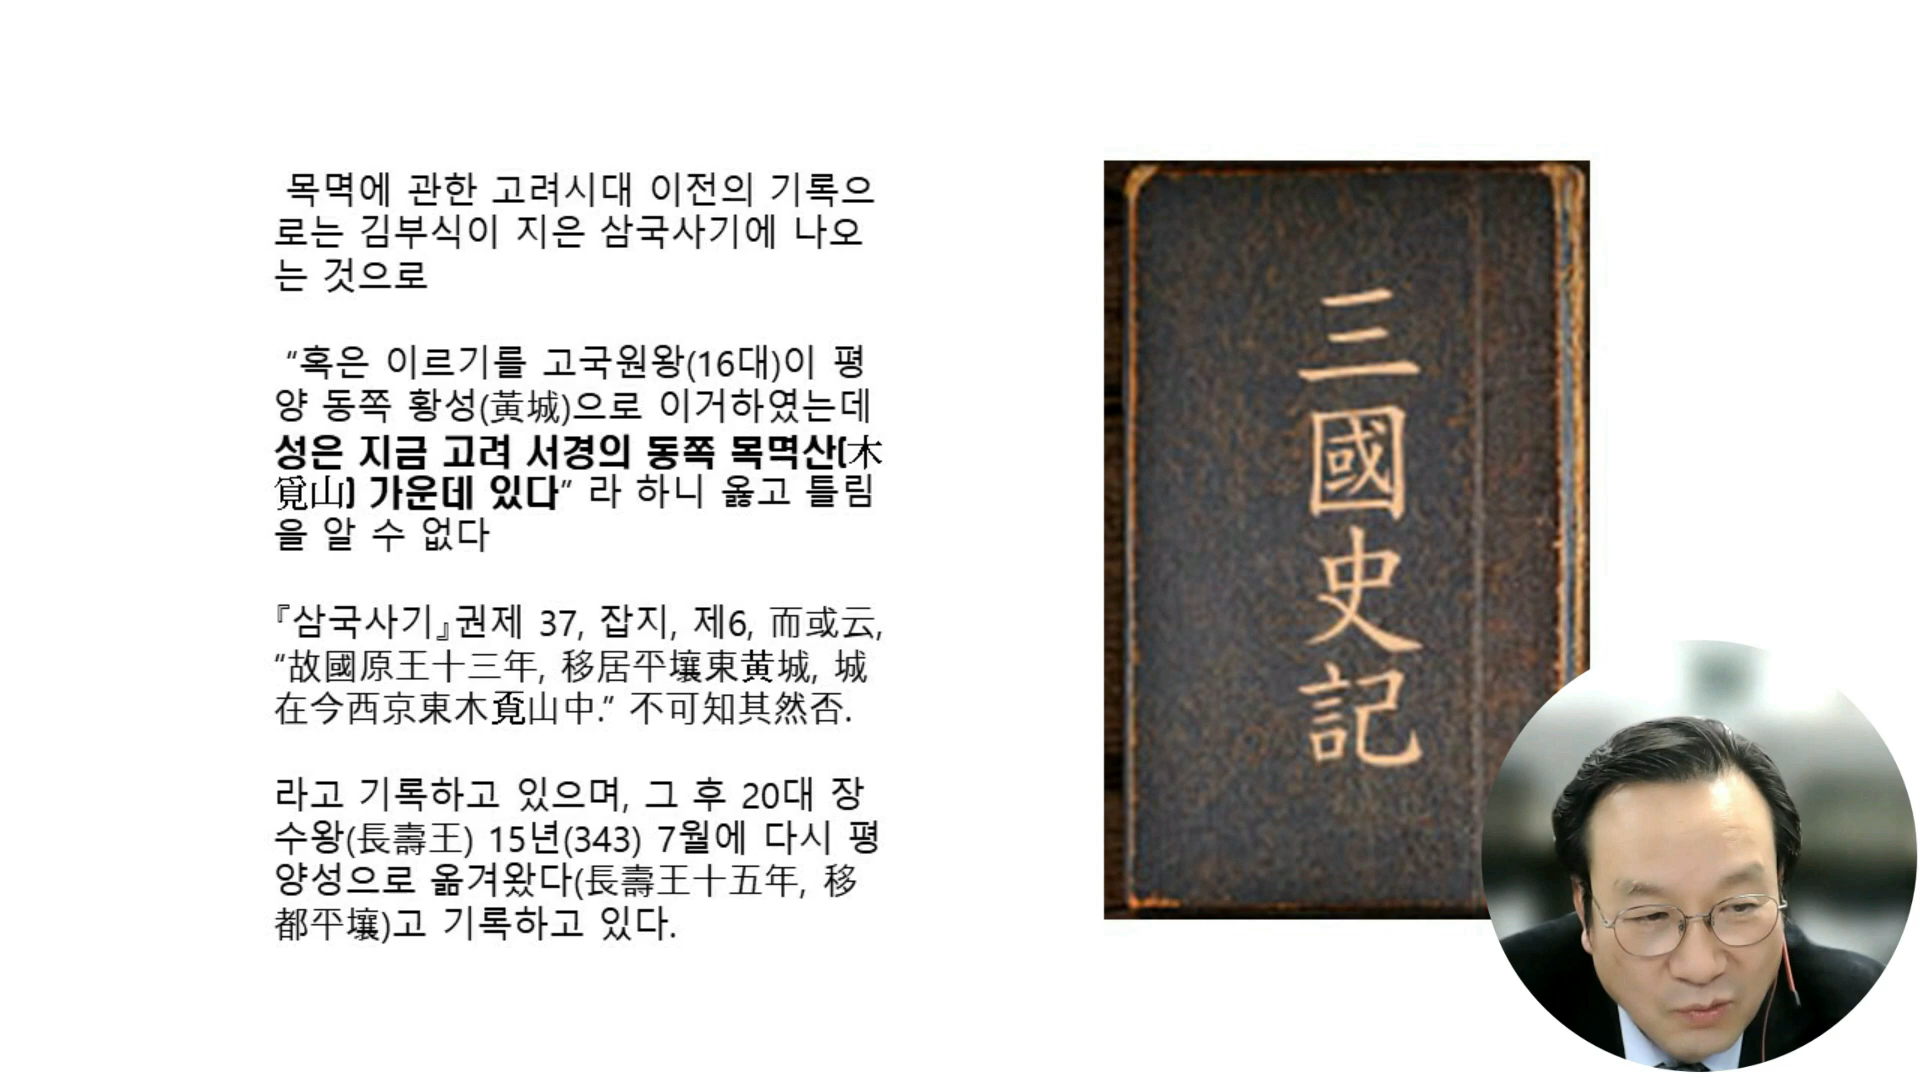 목멱에 관한 고려시대 이전의 기록으
로는 김부식이 지은 삼국사기에 나오
는 것으로
“혹은 이르기를 고국원왕(16대)이 평
양 동쪽 황성(黃城)으로 이거하였는데
성은 지금 고려 서경의 동쪽 목멱산(木
覓山) 가운데 있다” 라 하니 옳고 틀림
을 알 수 없다
『삼국사기』권제 37, 잡지, 제6, 而或云,
“故國原王十三年, 移居平壤東黄城, 城
在今西京東木覔山中.” 不可知其然否.
라고 기록하고 있으며, 그 후 20대 장
수왕(長壽王) 15년(343) 7월에 다시 평
양성으로 옮겨왔다(長壽王十五年, 移
都平壤)고 기록하고 있다.
三國史記